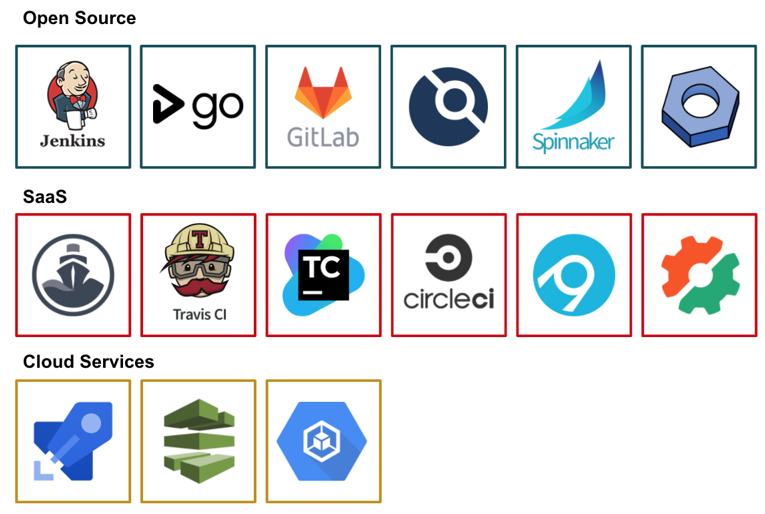 Open Source
Jenkins
go
GitLab
Spinnaker
SaaS
T
TC
Travis CI
circleci
Cloud Services